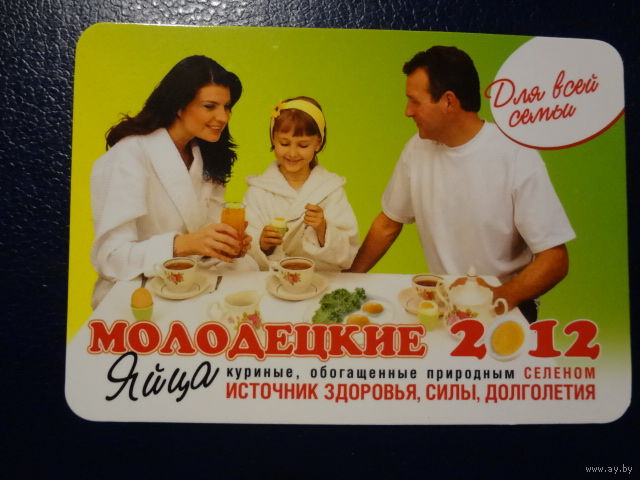 Для всей
семьи
МОЛОДЕЦКИЕ 2012
Яйца куриные, обогащенные природным СЕЛЕНОМ
ИСТОЧНИК ЗДОРОВЬЯ, СИЛЫ, ДОЛГОЛЕТИЯ
www.ay.by